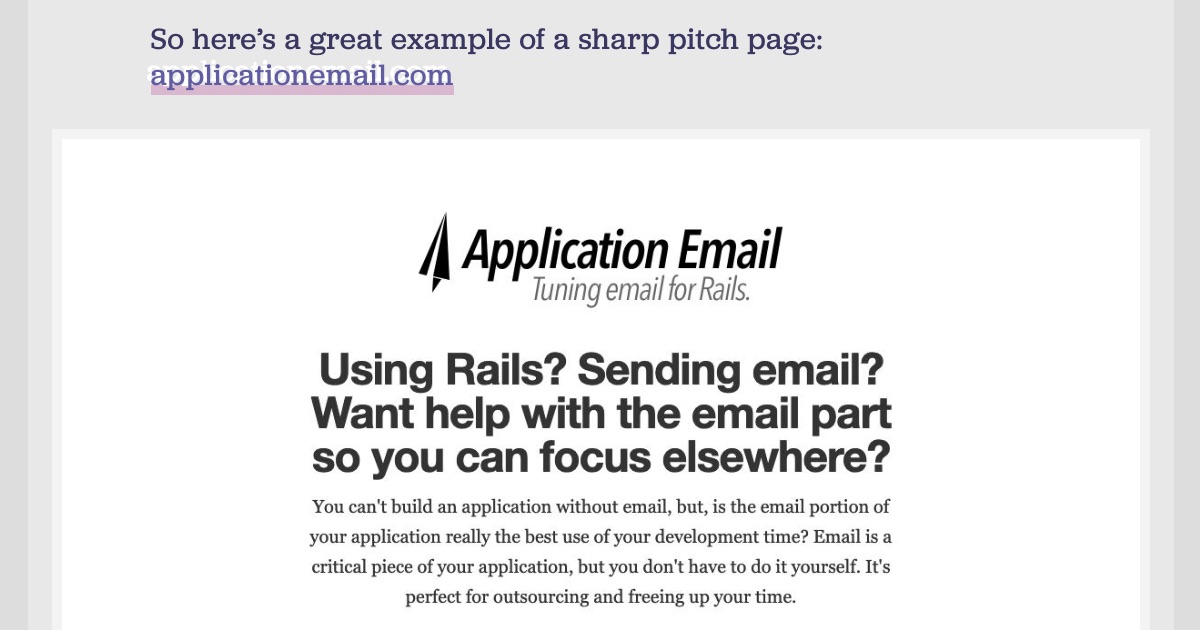 So here’s a great example of a sharp pitch page:
applicationemail.com
Application Email
Tuning email for Rails.
Using Rails? Sending email?
Want help with the email part
so you can focus elsewhere?
You can't build an application without email, but, is the email portion of
your application really the best use of your development time? Email is a
critical piece of your application, but you don't have to do it yourself. It's
perfect for outsourcing and freeing up your time.